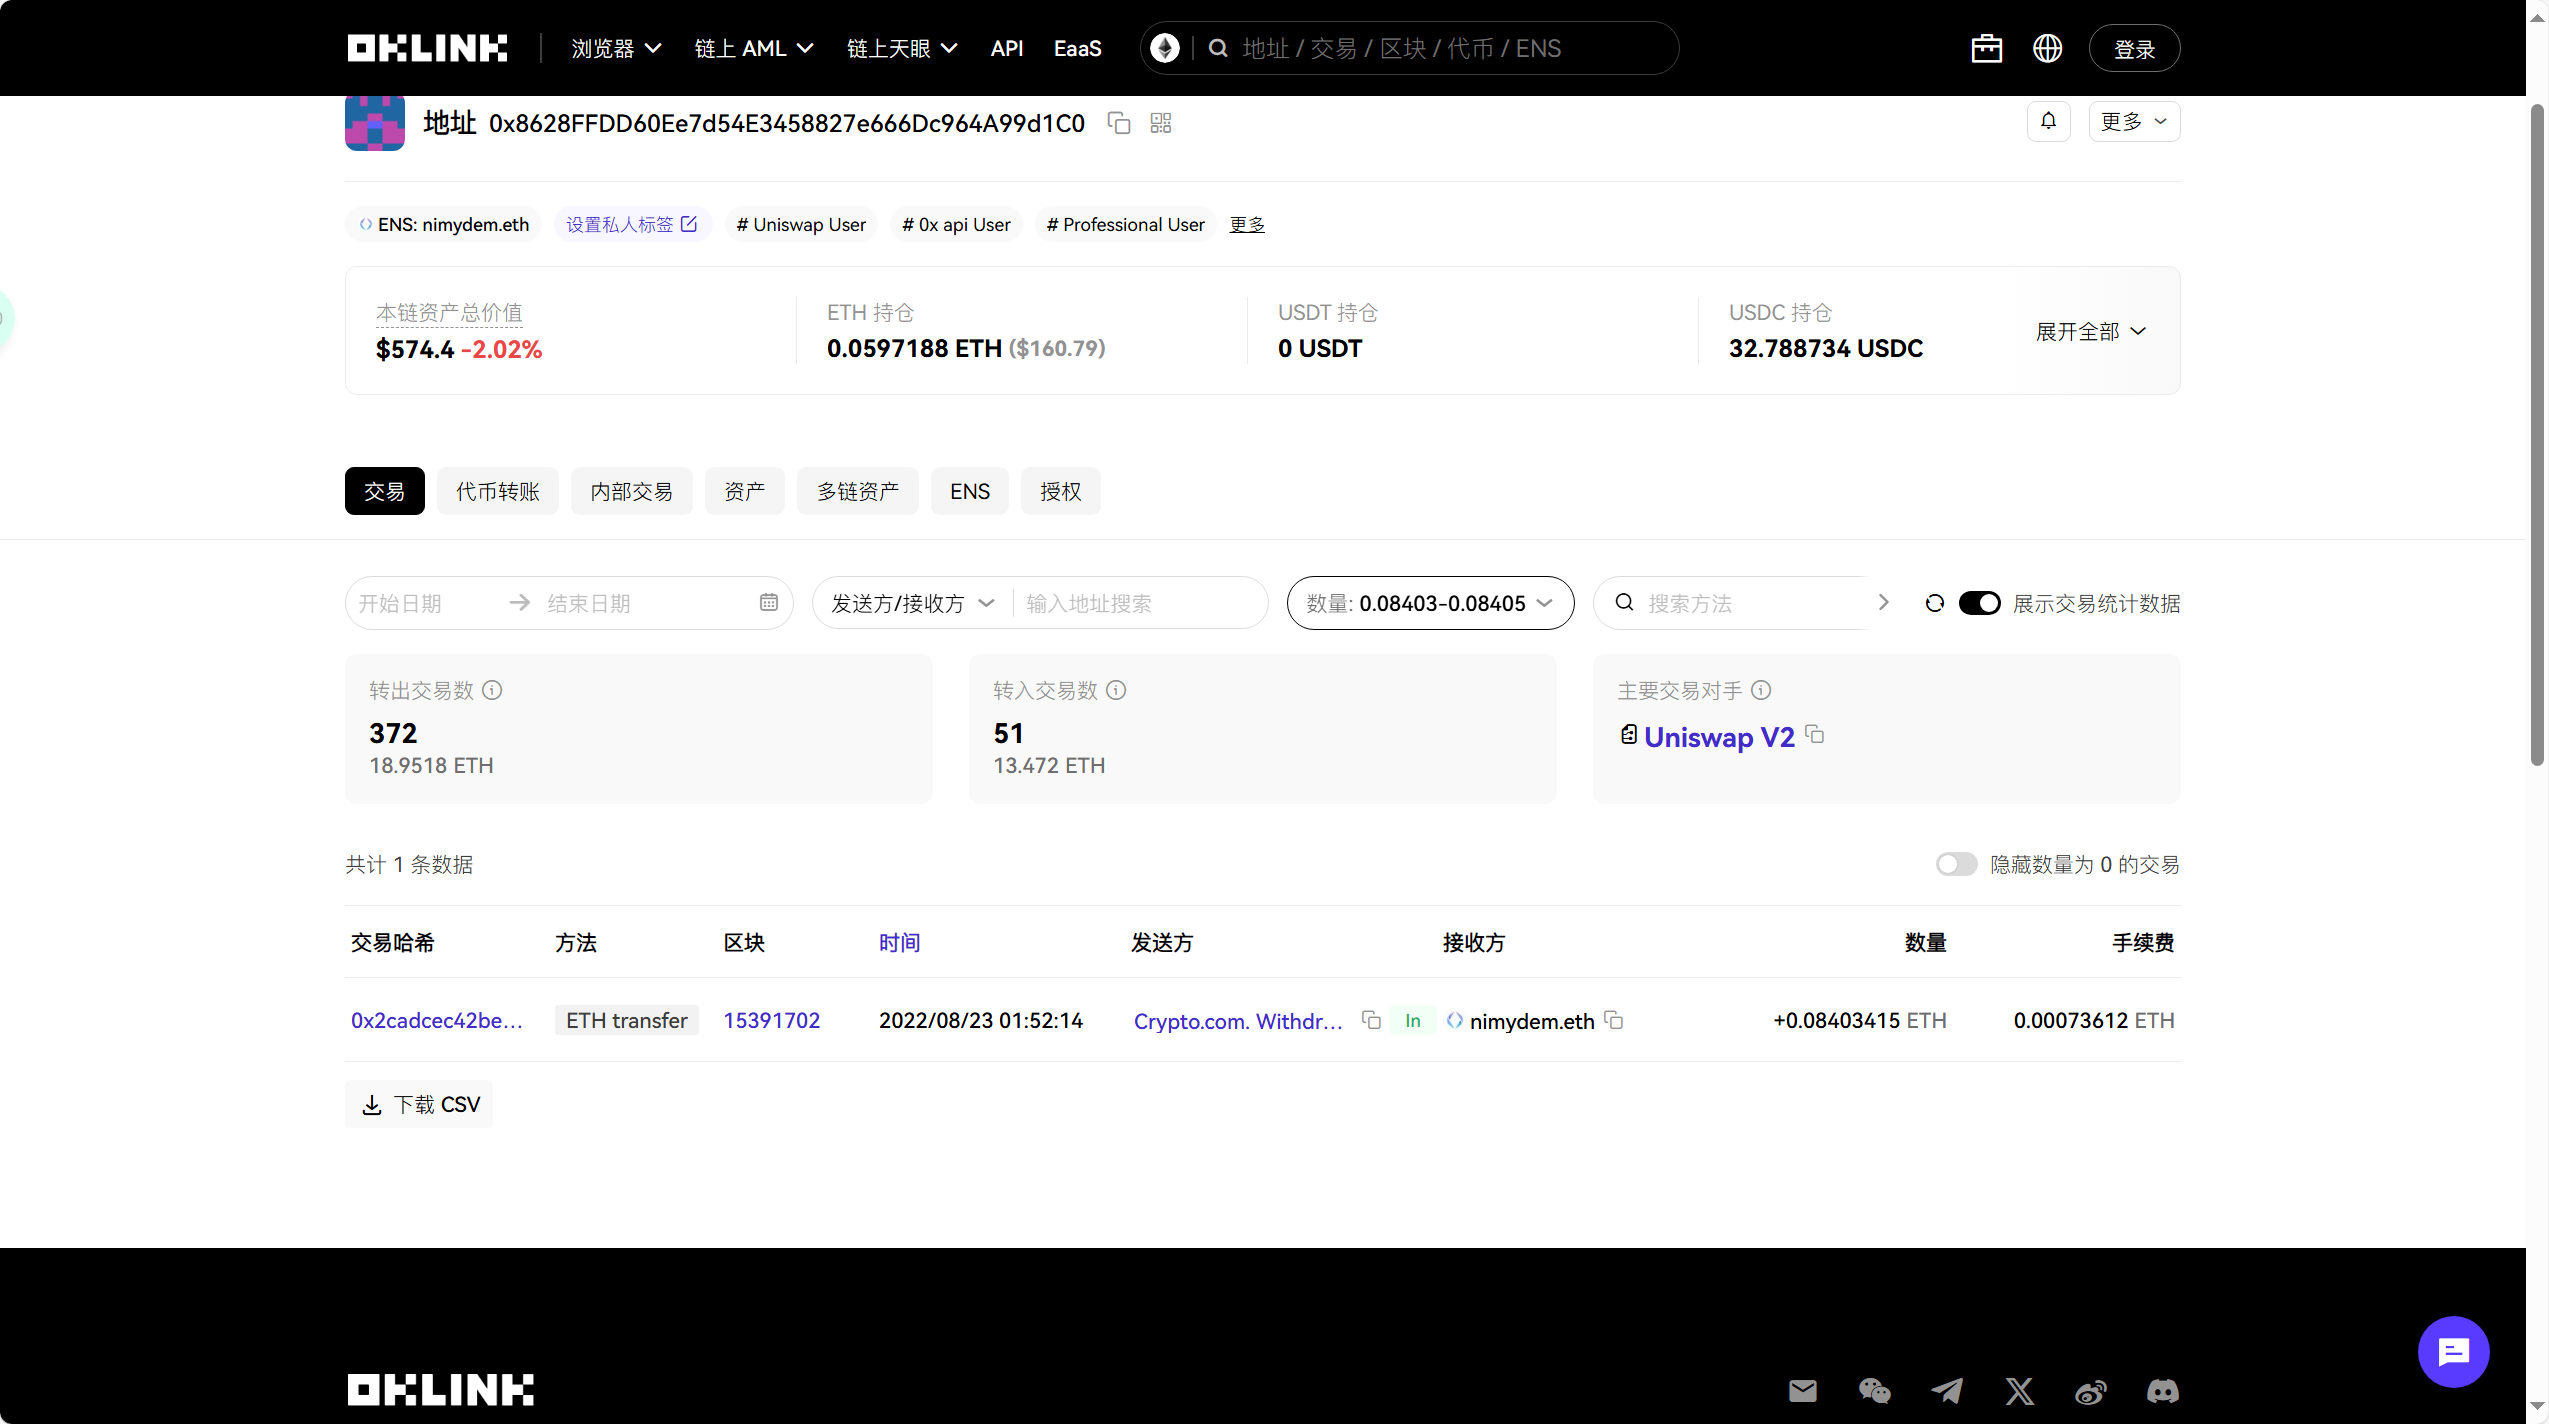 OKLINK 浏览器 链上 AML 链上天眼 API EaaS 地址 / 交易 / 区块 / 代币 / ENS 登录
地址 0x8628FFDD60Ee7d54E3458827e666Dc964A99d1C0 更多
ENS: nimydem.eth 设置私人标签 # Uniswap User # 0x api User # Professional User 更多
本链资产总价值 ETH 持仓 USDT 持仓 USDC 持仓
$574.4 -2.02% 0.0597188 ETH ($160.79) 0 USDT 32.788734 USDC 展开全部
交易 代币转账 内部交易 资产 多链资产 ENS 授权
开始日期 结束日期 发送方/接收方 输入地址搜索 数量: 0.08403-0.08405 搜索方法 展示交易统计数据
转出交易数 转入交易数 主要交易对手
372 51 Uniswap V2
18.9518 ETH 13.472 ETH
共计 1 条数据 隐藏数量为 0 的交易
交易哈希 方法 区块 时间 发送方 接收方 数量 手续费
0x2cadcec42be... ETH transfer 15391702 2022/08/23 01:52:14 Crypto.com. Withdr... In nimydem.eth +0.08403415 ETH 0.00073612 ETH
下载 CSV
OKLINK